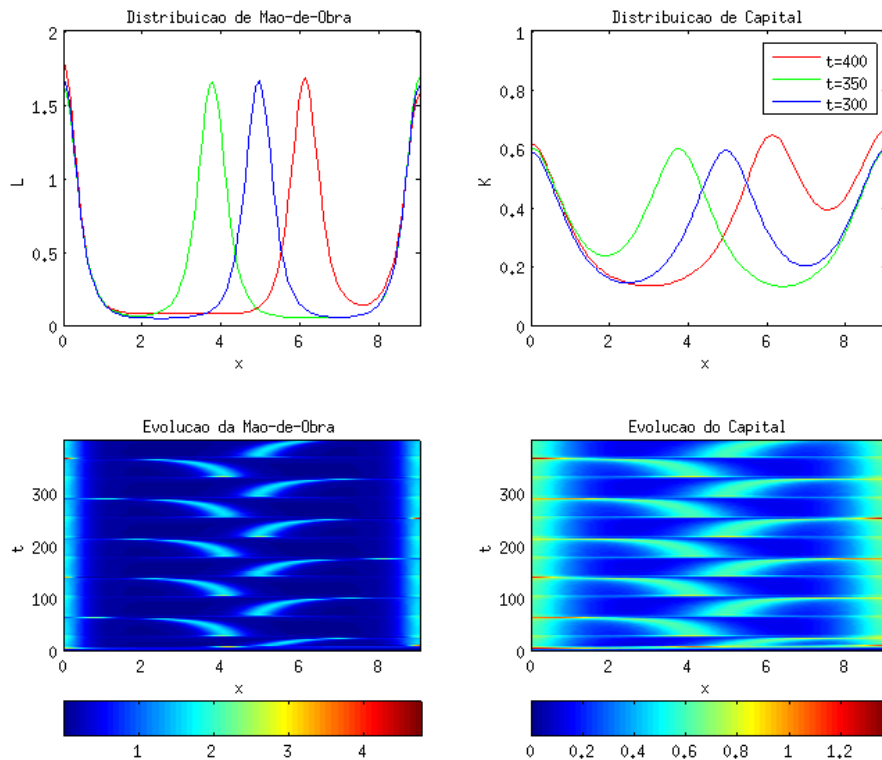 Distribuicao de Mao-de-Obra
2
1.5
1
0.5
0
L
0 2 4 6 8
x
Distribuicao de Capital
1
0.8
0.6
0.4
0.2
0
K
0 2 4 6 8
x
t=400
t=350
t=300
Evolucao da Mao-de-Obra
300
200
100
0
t
0 2 4 6 8
x
1 2 3 4
Evolucao do Capital
300
200
100
0
t
0 2 4 6 8
x
0 0.2 0.4 0.6 0.8 1 1.2